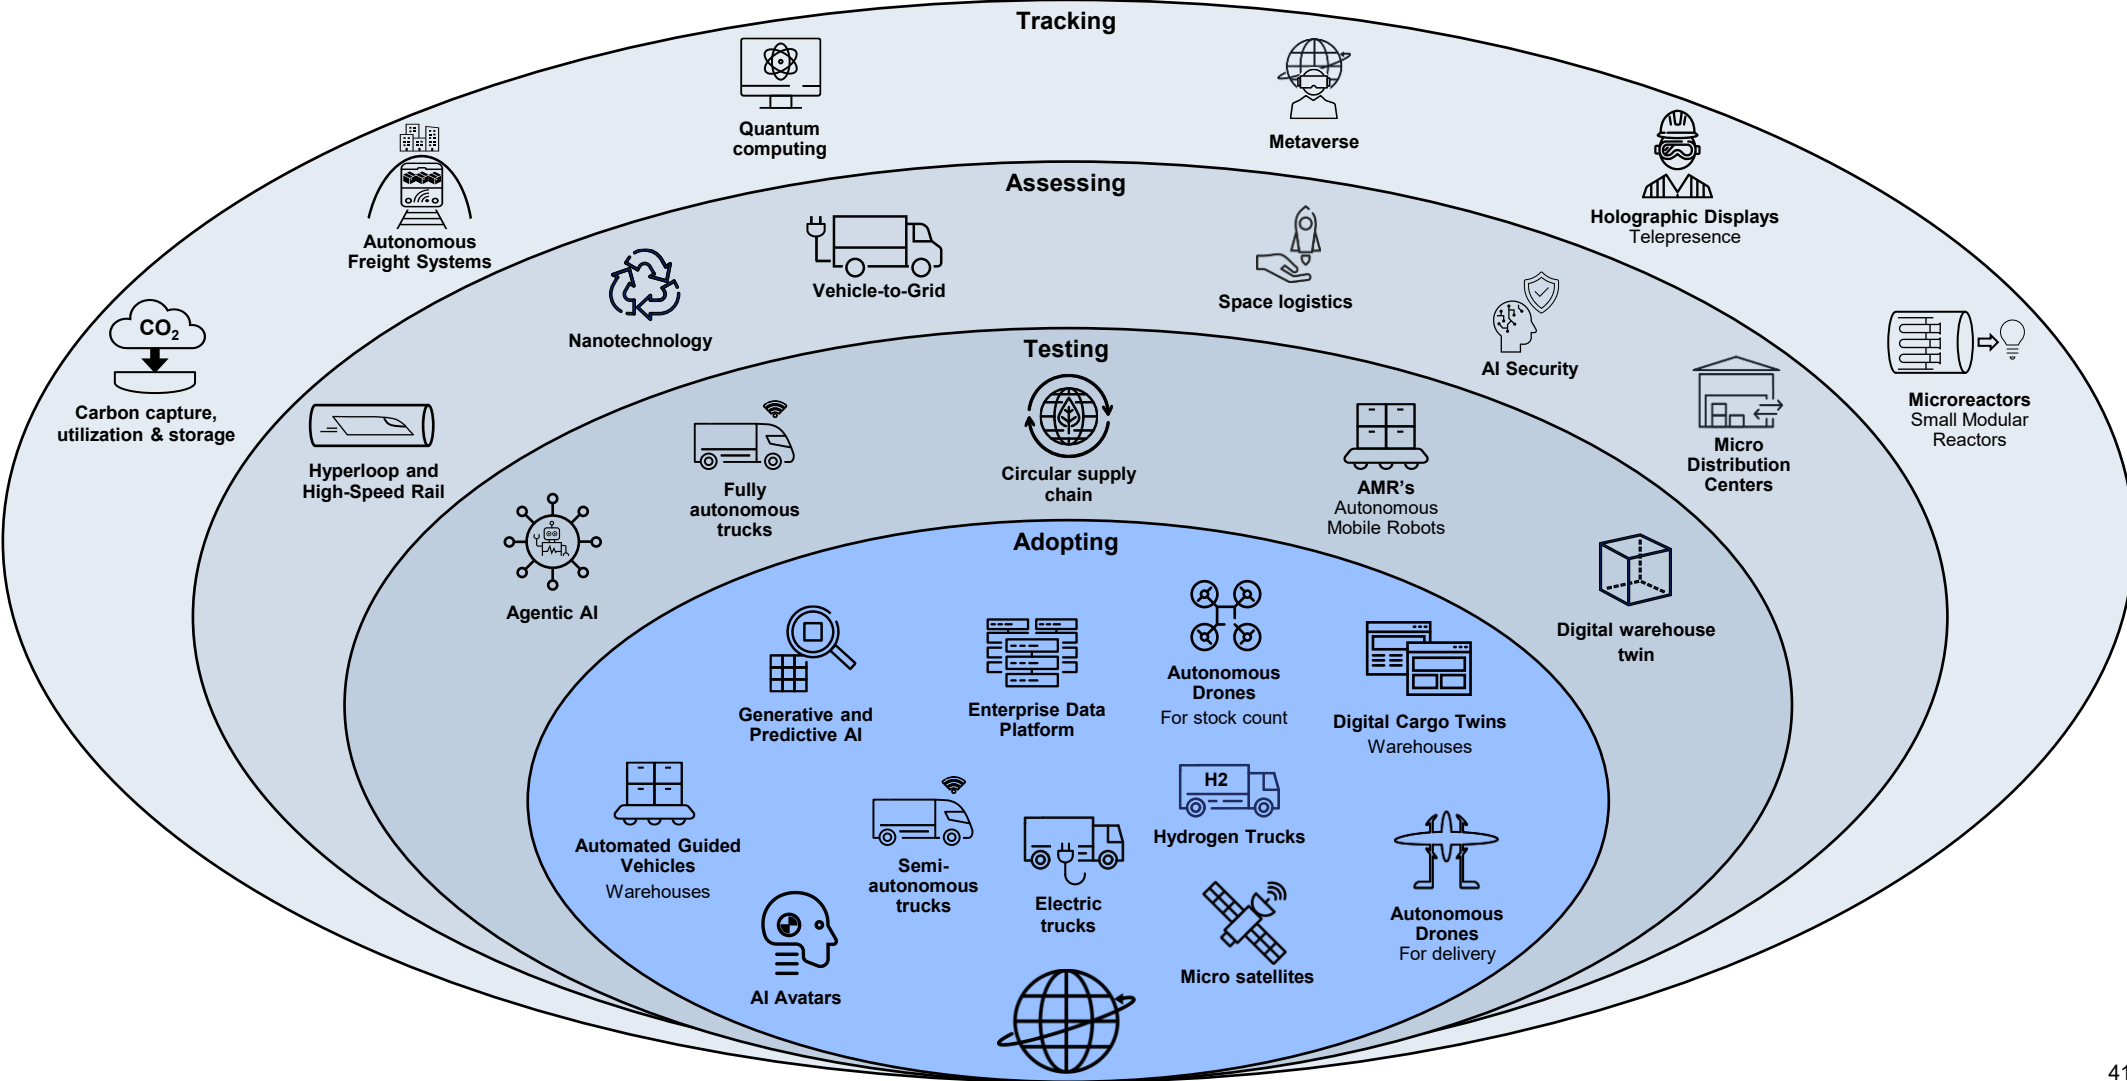 Tracking
Quantum
computing
Metaverse
Autonomous
Freight Systems
Holographic Displays
Telepresence
CO₂
Carbon capture,
utilization & storage
Microreactors
Small Modular
Reactors
Assessing
Vehicle-to-Grid
Space logistics
Nanotechnology
AI Security
Hyperloop and
High-Speed Rail
Micro
Distribution
Centers
Testing
Circular supply
chain
Fully
autonomous
trucks
AMR's
Autonomous
Mobile Robots
Agentic AI
Digital warehouse
twin
Adopting
Generative and
Predictive AI
Enterprise Data
Platform
Autonomous
Drones
For stock count
Digital Cargo Twins
Warehouses
Automated Guided
Vehicles
Warehouses
Semi-
autonomous
trucks
Electric
trucks
H2
Hydrogen Trucks
Autonomous
Drones
For delivery
AI Avatars
Micro satellites
41